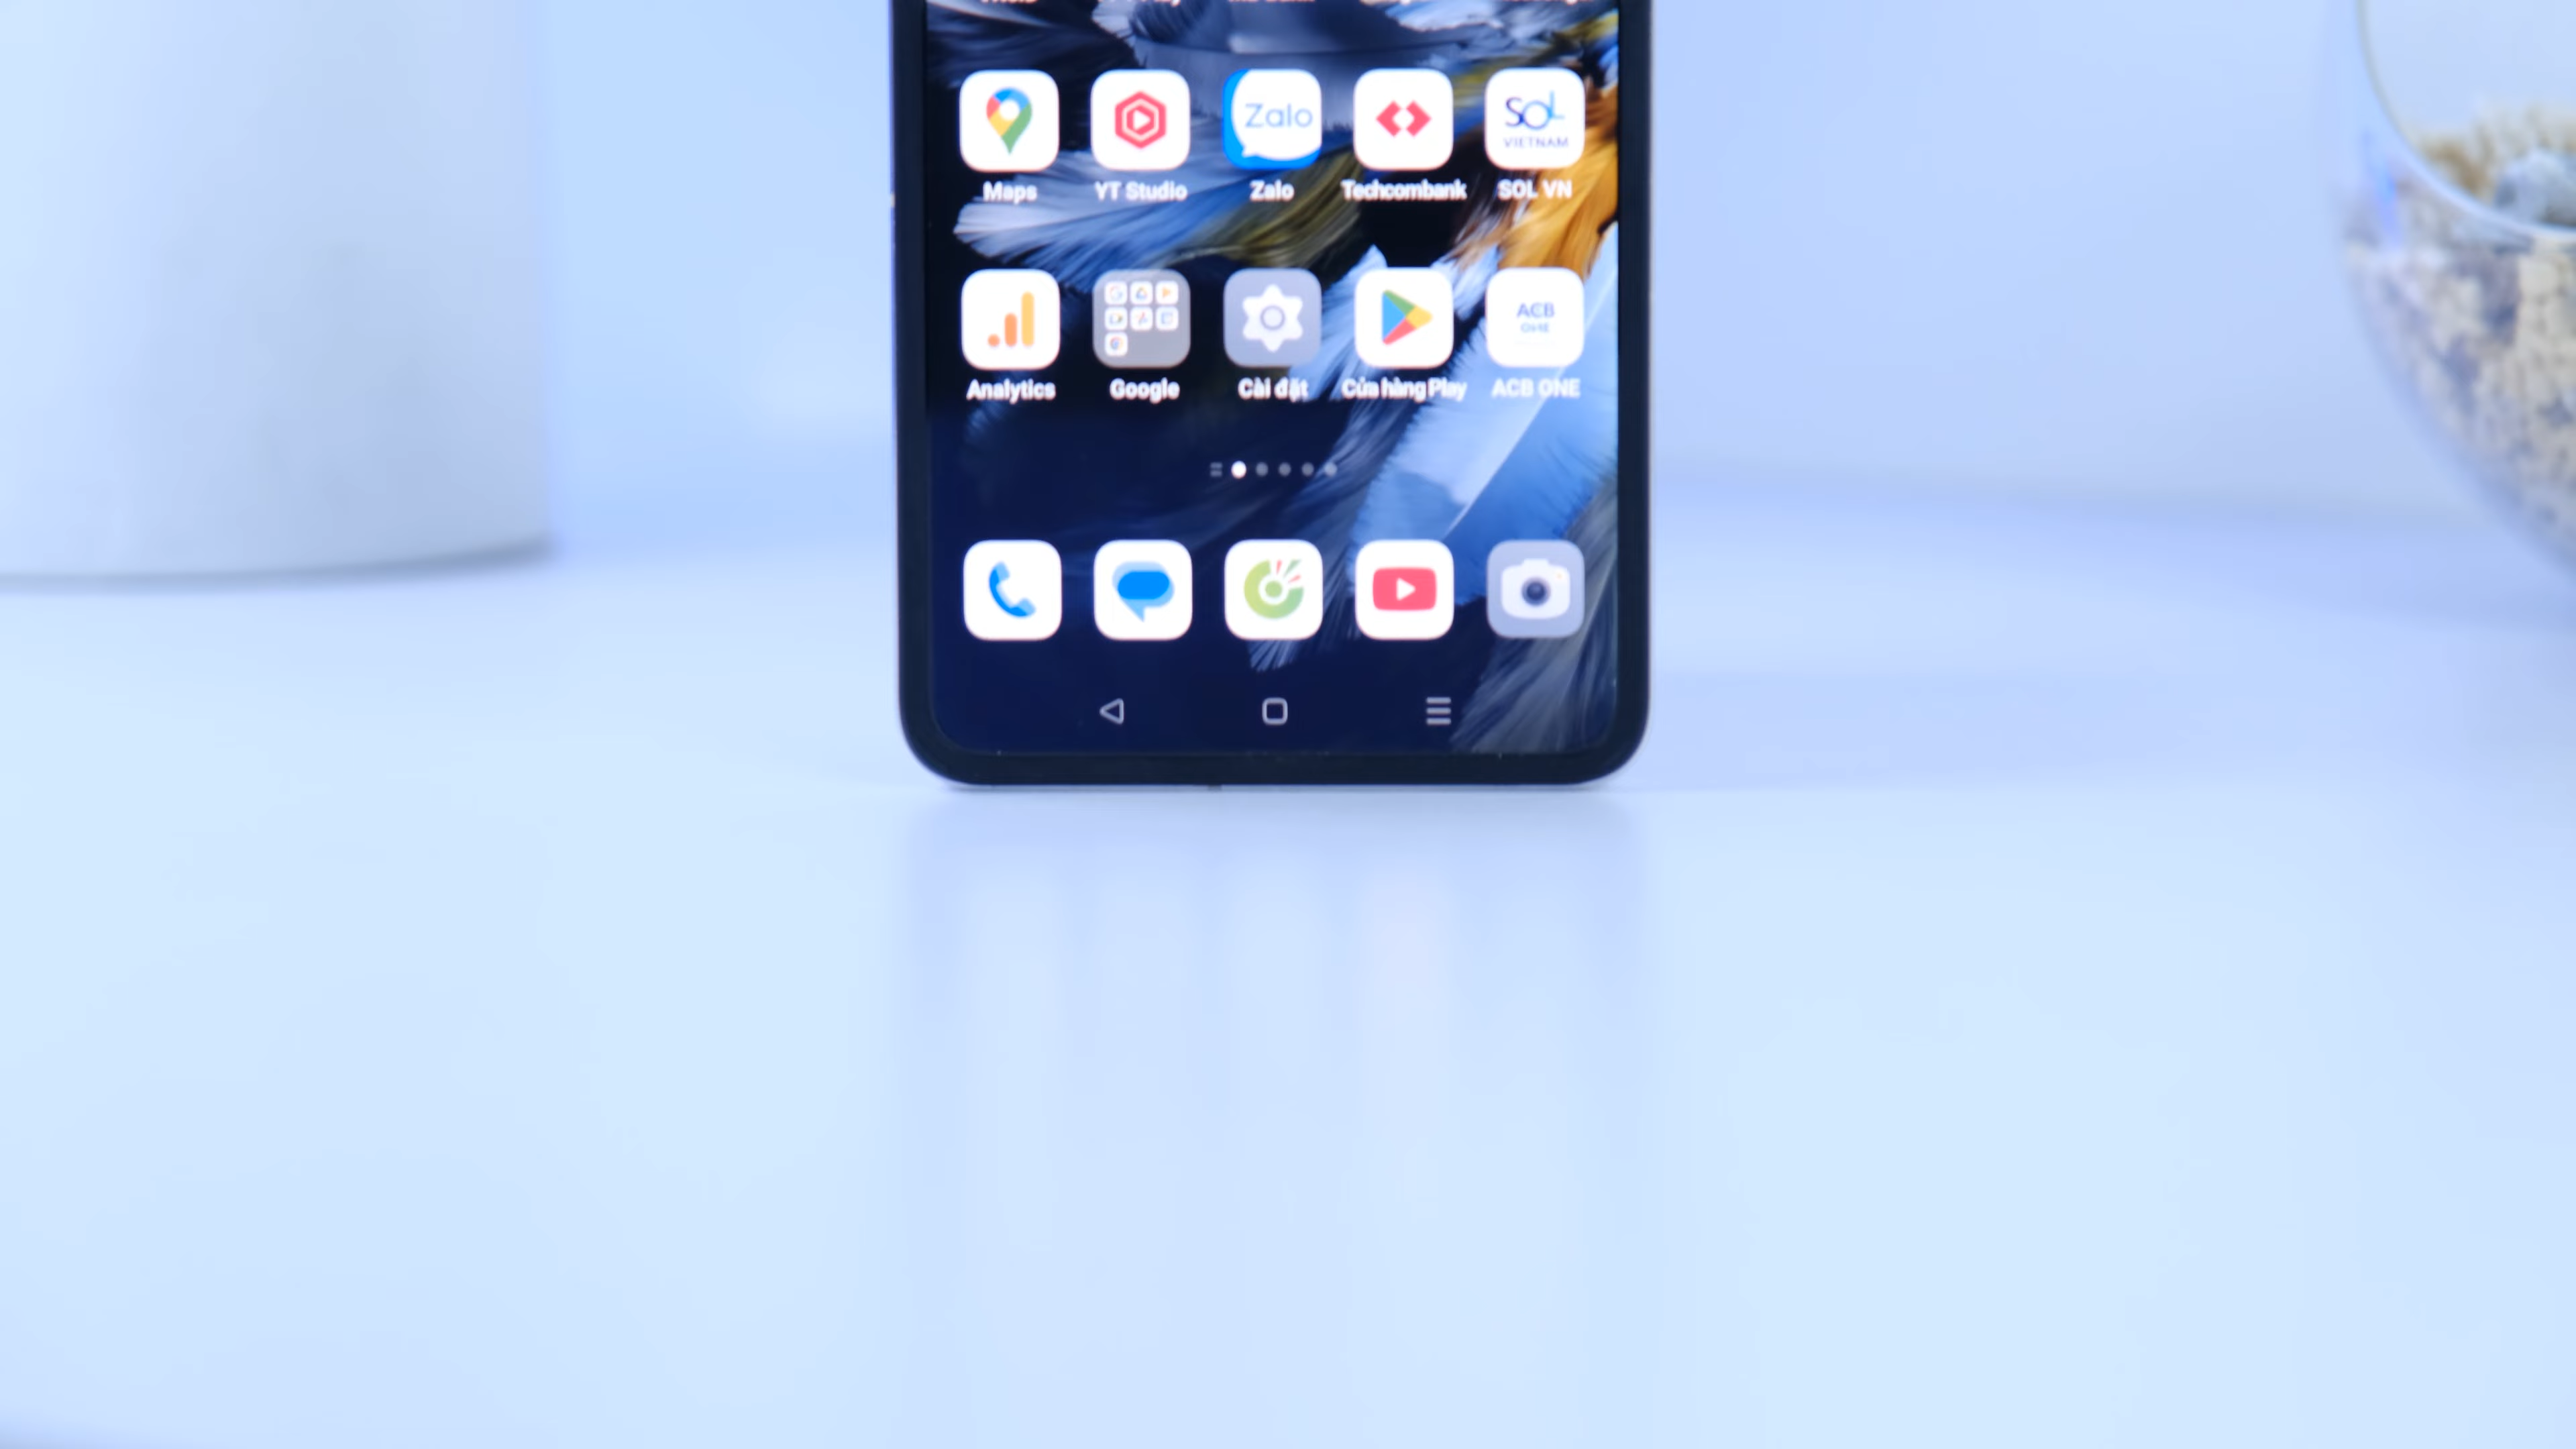 Zalo
SOL
VIETNAM
Maps YT Studio Zalo Techcombank SOL VN
ACB
ONE
Analytics Google Cài đặt Cửa hàng Play ACB ONE